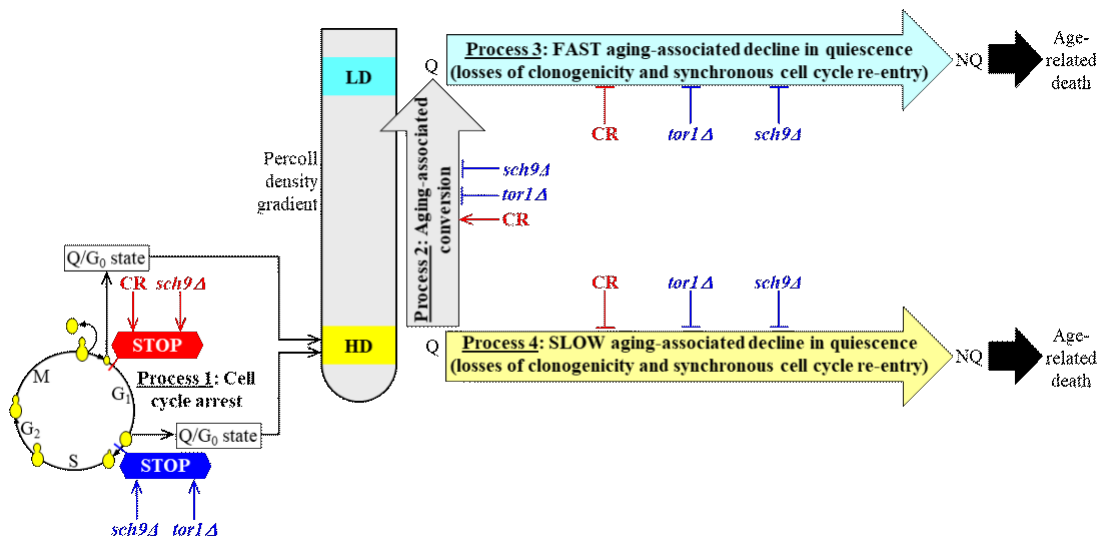 Process 3: FAST aging-associated decline in quiescence
(losses of clonogenicity and synchronous cell cycle re-entry)
Q
NQ
Age-
related
death
LD
CR
tor1Δ
sch9Δ
Percoll
density
gradient
Process 2: Aging-associated
conversion
sch9Δ
tor1Δ
CR
Q/G0 state
CR
sch9Δ
STOP
HD
CR
tor1Δ
sch9Δ
Q
Process 4: SLOW aging-associated decline in quiescence
(losses of clonogenicity and synchronous cell cycle re-entry)
NQ
Age-
related
death
M
G1
G2
S
Process 1: Cell
cycle arrest
Q/G0 state
STOP
sch9Δ
tor1Δ